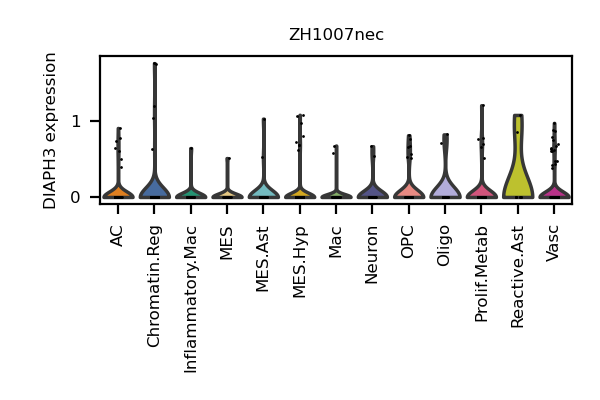 ZH1007nec
DIAPH3 expression
1
0
AC
Chromatin.Reg
Inflammatory.Mac
MES
MES.Ast
MES.Hyp
Mac
Neuron
OPC
Oligo
Prolif.Metab
Reactive.Ast
Vasc